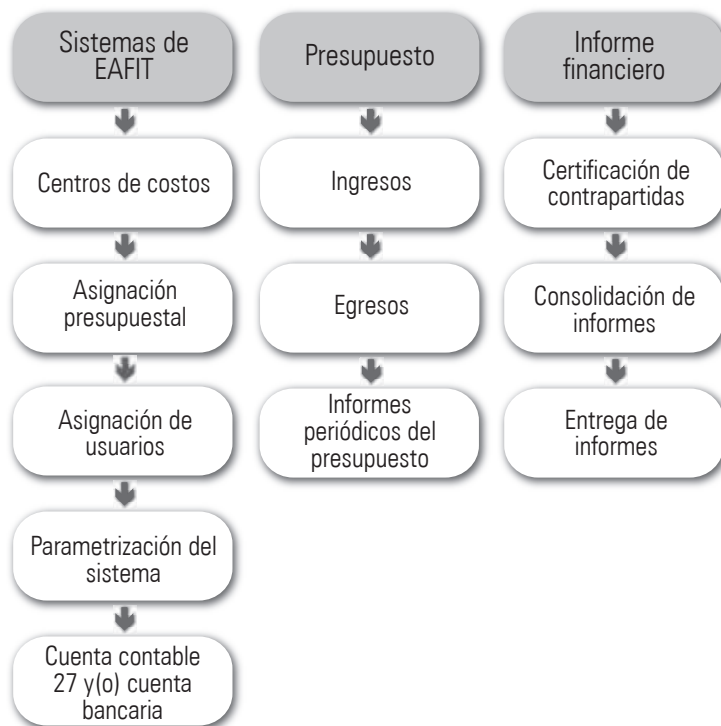 Sistemas de
EAFIT
Centros de costos
Asignación
presupuestal
Asignación de
usuarios
Parametrización del
sistema
Cuenta contable
27 y(o) cuenta
bancaria
Presupuesto
Ingresos
Egresos
Informes
periódicos del
presupuesto
Informe
financiero
Certificación de
contrapartidas
Consolidación de
informes
Entrega de
informes